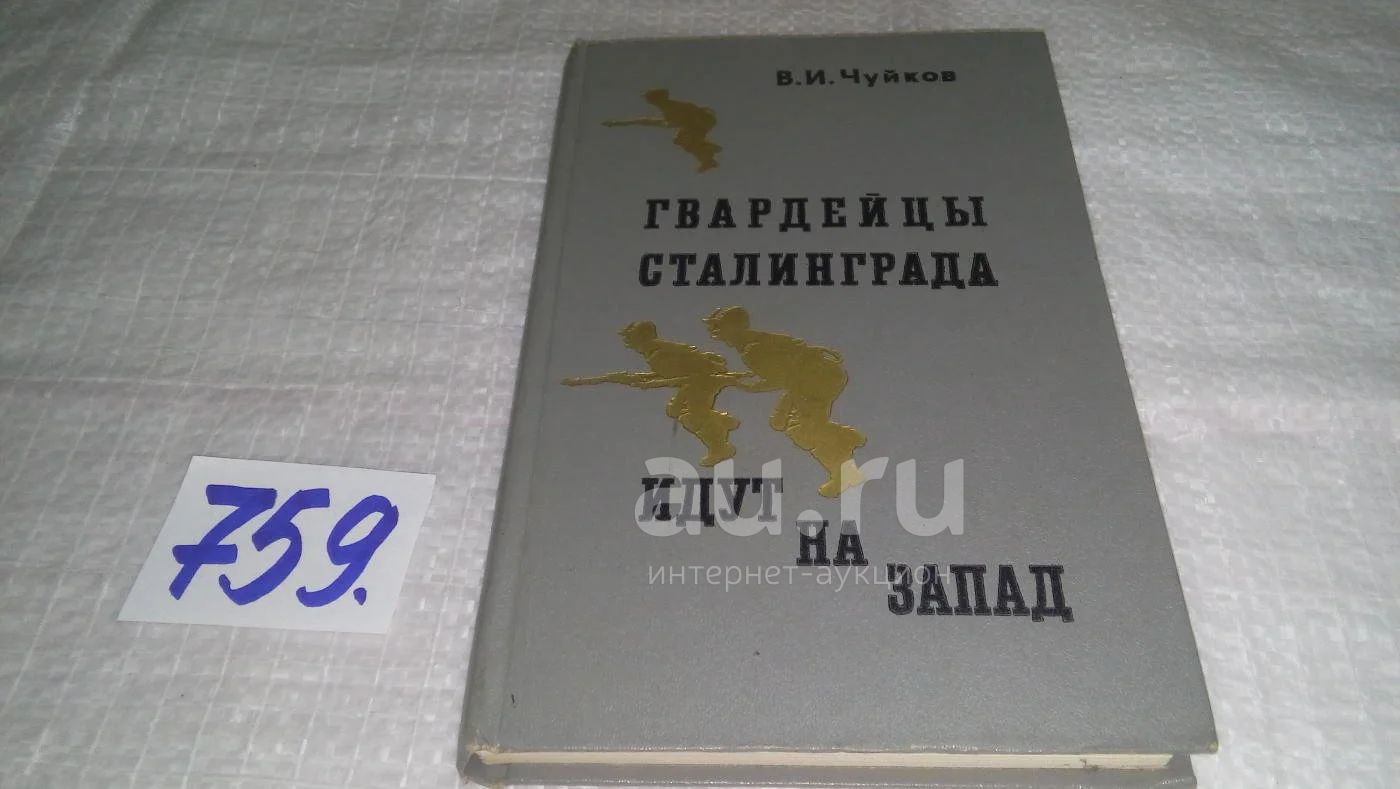 В.И. Чуйков
ГВАРДЕЙЦЫ
СТАЛИНГРАДА
ИДУТ
НА
ЗАПАД
759.
au.ru
интернет-аукцион